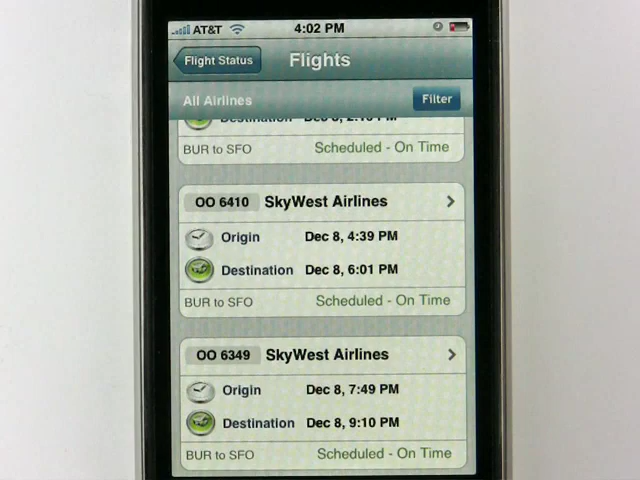 AT&T 4:02 PM
Flight Status Flights
All Airlines Filter
Destination Dec 8,
BUR to SFO Scheduled - On Time
OO 6410 SkyWest Airlines
Origin Dec 8, 4:39 PM
Destination Dec 8, 6:01 PM
BUR to SFO Scheduled - On Time
OO 6349 SkyWest Airlines
Origin Dec 8, 7:49 PM
Destination Dec 8, 9:10 PM
BUR to SFO Scheduled - On Time